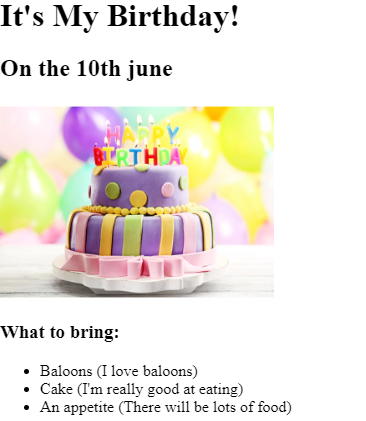 It's My Birthday!
On the 10th june
HAPPY
BIRTHDAY
What to bring:
Baloons (I love baloons)
Cake (I'm really good at eating)
An appetite (There will be lots of food)